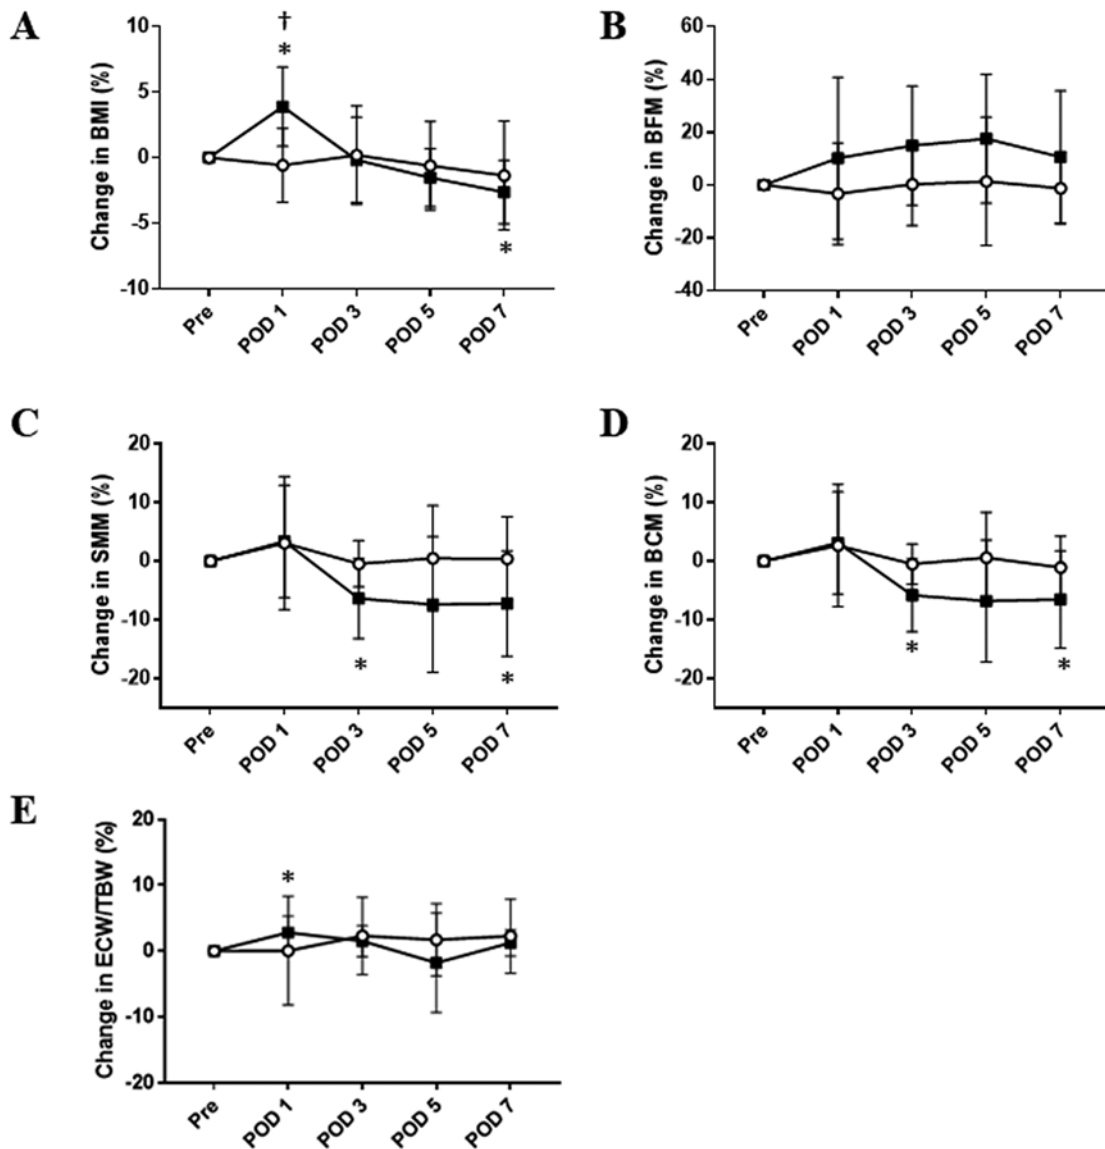 A
Change in BMI (%)
10
5
0
-5
-10
†
*
*
Pre
POD 1
POD 3
POD 5
POD 7
B
Change in BFM (%)
60
40
20
0
-20
-40
Pre
POD 1
POD 3
POD 5
POD 7
C
Change in SMM (%)
20
10
0
-10
-20
*
*
Pre
POD 1
POD 3
POD 5
POD 7
D
Change in BCM (%)
20
10
0
-10
-20
*
*
Pre
POD 1
POD 3
POD 5
POD 7
E
Change in ECW/TBW (%)
20
10
0
-10
-20
*
Pre
POD 1
POD 3
POD 5
POD 7